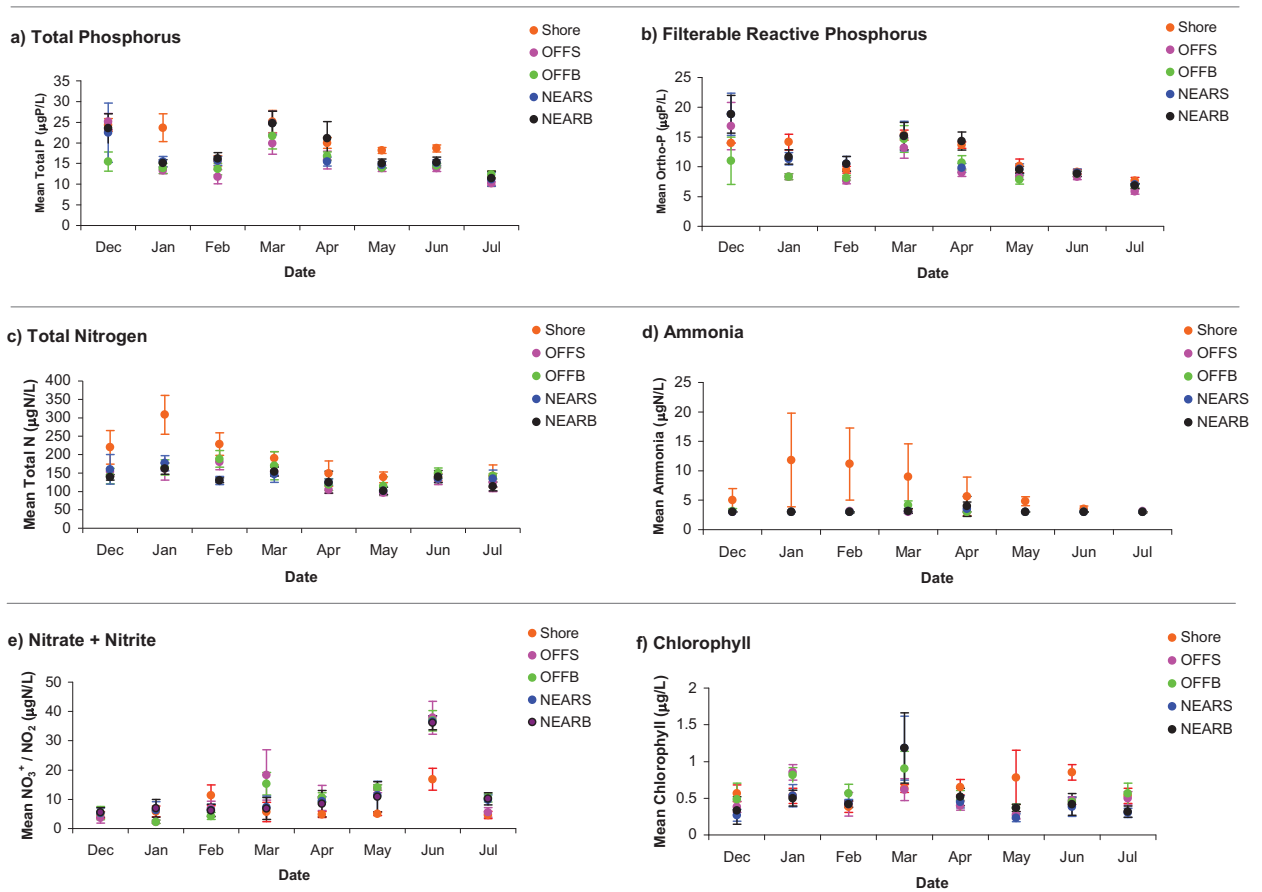 a) Total Phosphorus
Shore
OFFS
OFFB
NEARS
NEARB
Mean Total P (µgP/L)
35
30
25
20
15
10
5
0
Dec Jan Feb Mar Apr May Jun Jul
Date
b) Filterable Reactive Phosphorus
Shore
OFFS
OFFB
NEARS
NEARB
Mean Ortho-P (µgP/L)
25
20
15
10
5
0
Dec Jan Feb Mar Apr May Jun Jul
Date
c) Total Nitrogen
Shore
OFFS
OFFB
NEARS
NEARB
Mean Total N (µgN/L)
400
350
300
250
200
150
100
50
0
Dec Jan Feb Mar Apr May Jun Jul
Date
d) Ammonia
Shore
OFFS
OFFB
NEARS
NEARB
Mean Ammonia (µgN/L)
25
20
15
10
5
0
Dec Jan Feb Mar Apr May Jun Jul
Date
e) Nitrate + Nitrite
Shore
OFFS
OFFB
NEARS
NEARB
Mean NO₃⁺ / NO₂ (µgN/L)
50
40
30
20
10
0
Dec Jan Feb Mar Apr May Jun Jul
Date
f) Chlorophyll
Shore
OFFS
OFFB
NEARS
NEARB
Mean Chlorophyll (µg/L)
2
1.5
1
0.5
0
Dec Jan Feb Mar Apr May Jun Jul
Date